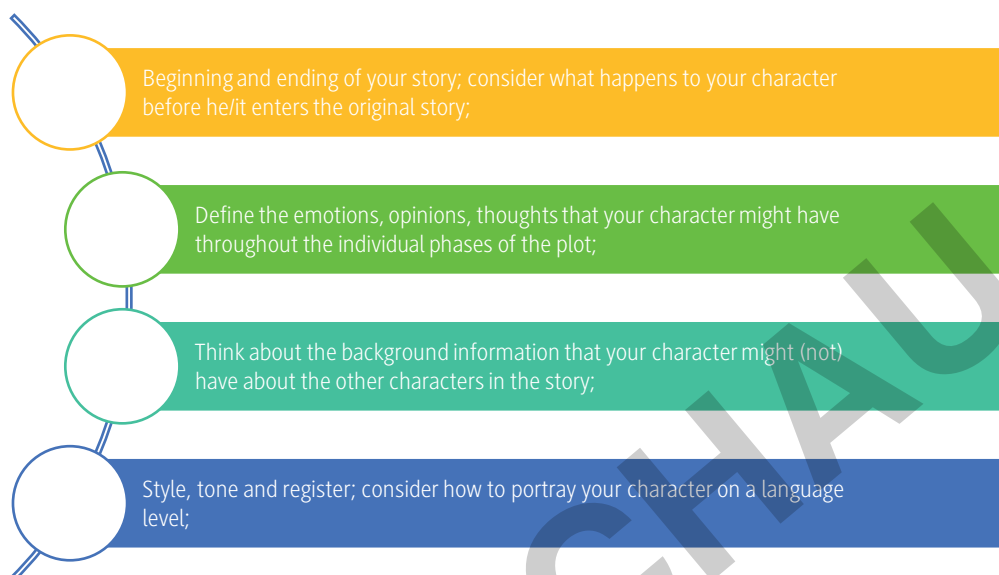 Beginning and ending of your story; consider what happens to your character
before he/it enters the original story;
Define the emotions, opinions, thoughts that your character might have
throughout the individual phases of the plot;
Think about the background information that your character might (not)
have about the other characters in the story;
Style, tone and register; consider how to portray your character on a language
level;
CHAU